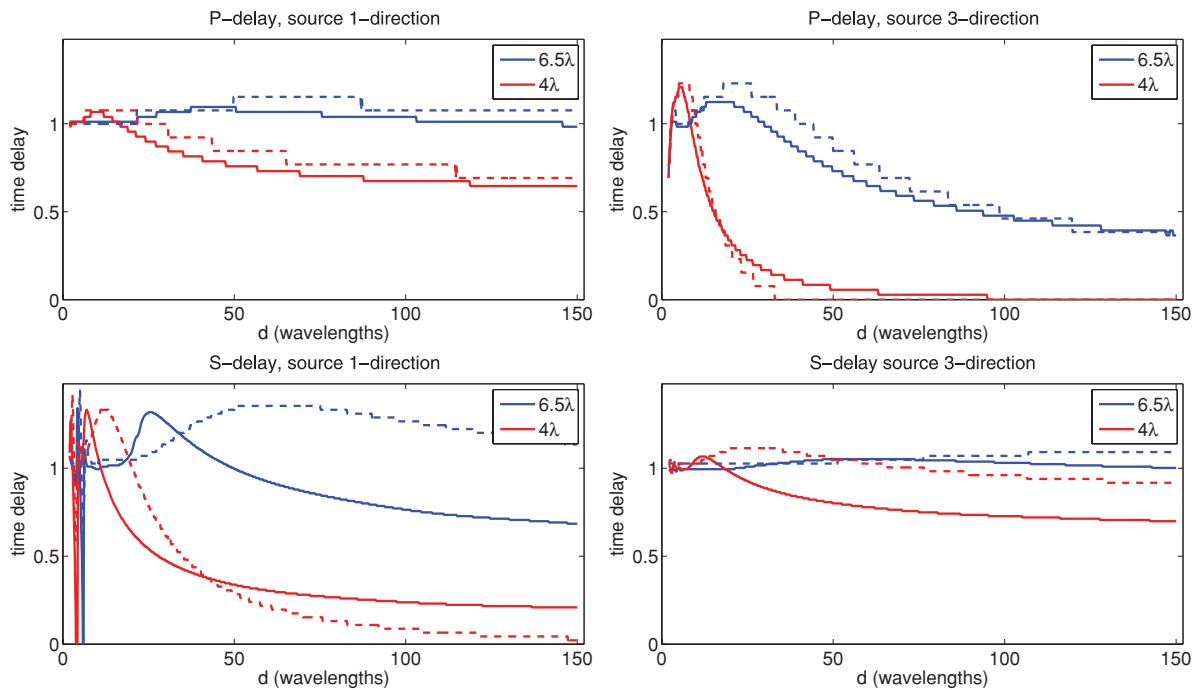 P−delay, source 1−direction
6.5λ
4λ
time delay
1
0.5
0
0
50
100
150
d (wavelengths)
P−delay, source 3−direction
6.5λ
4λ
time delay
1
0.5
0
0
50
100
150
d (wavelengths)
S−delay, source 1−direction
6.5λ
4λ
time delay
1
0.5
0
0
50
100
150
d (wavelengths)
S−delay source 3−direction
6.5λ
4λ
time delay
1
0.5
0
0
50
100
150
d (wavelengths)